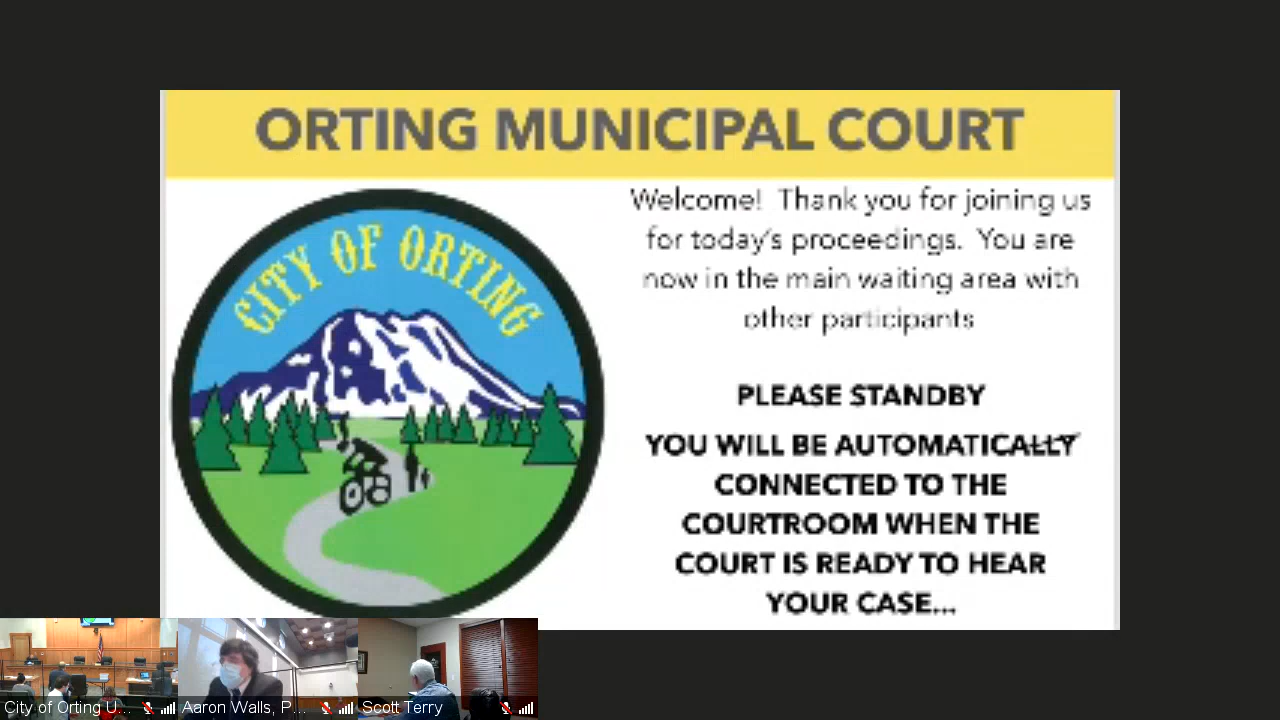 ORTING MUNICIPAL COURT
CITY OF ORTING
Welcome! Thank you for joining us
for today's proceedings. You are
now in the main waiting area with
other participants
PLEASE STANDBY
YOU WILL BE AUTOMATICALLY
CONNECTED TO THE
COURTROOM WHEN THE
COURT IS READY TO HEAR
YOUR CASE...
City of Orting U...
Aaron Walls, P...
Scott Terry